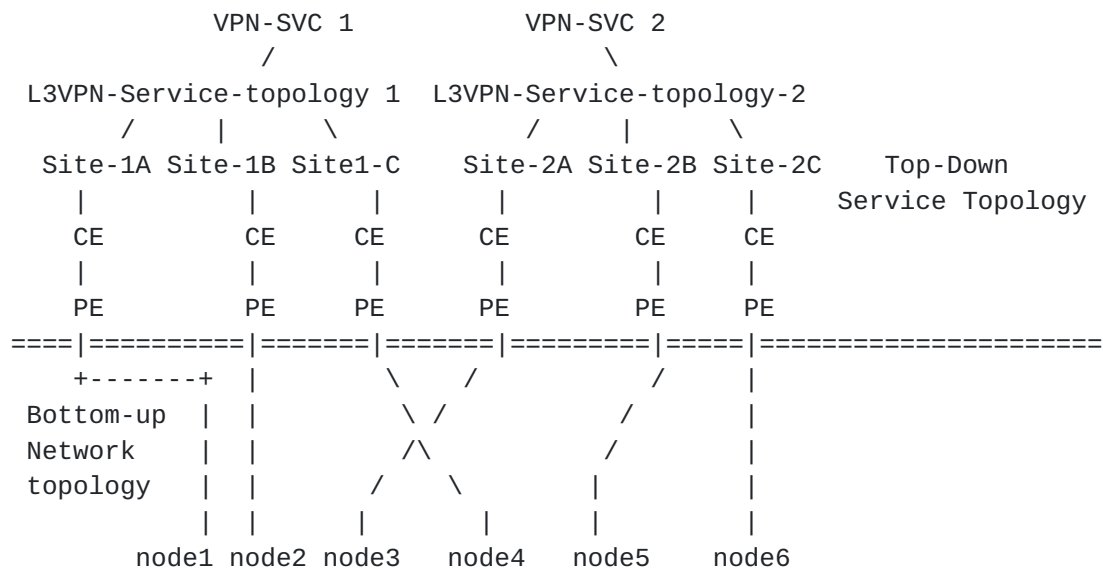 VPN-SVC 1 VPN-SVC 2
L3VPN-Service-topology 1 L3VPN-Service-topology-2
Site-1A Site-1B Site1-C Site-2A Site-2B Site-2C Top-Down
Service Topology
CE CE CE CE CE CE
PE PE PE PE PE PE
Bottom-up
Network
topology
node1 node2 node3 node4 node5 node6